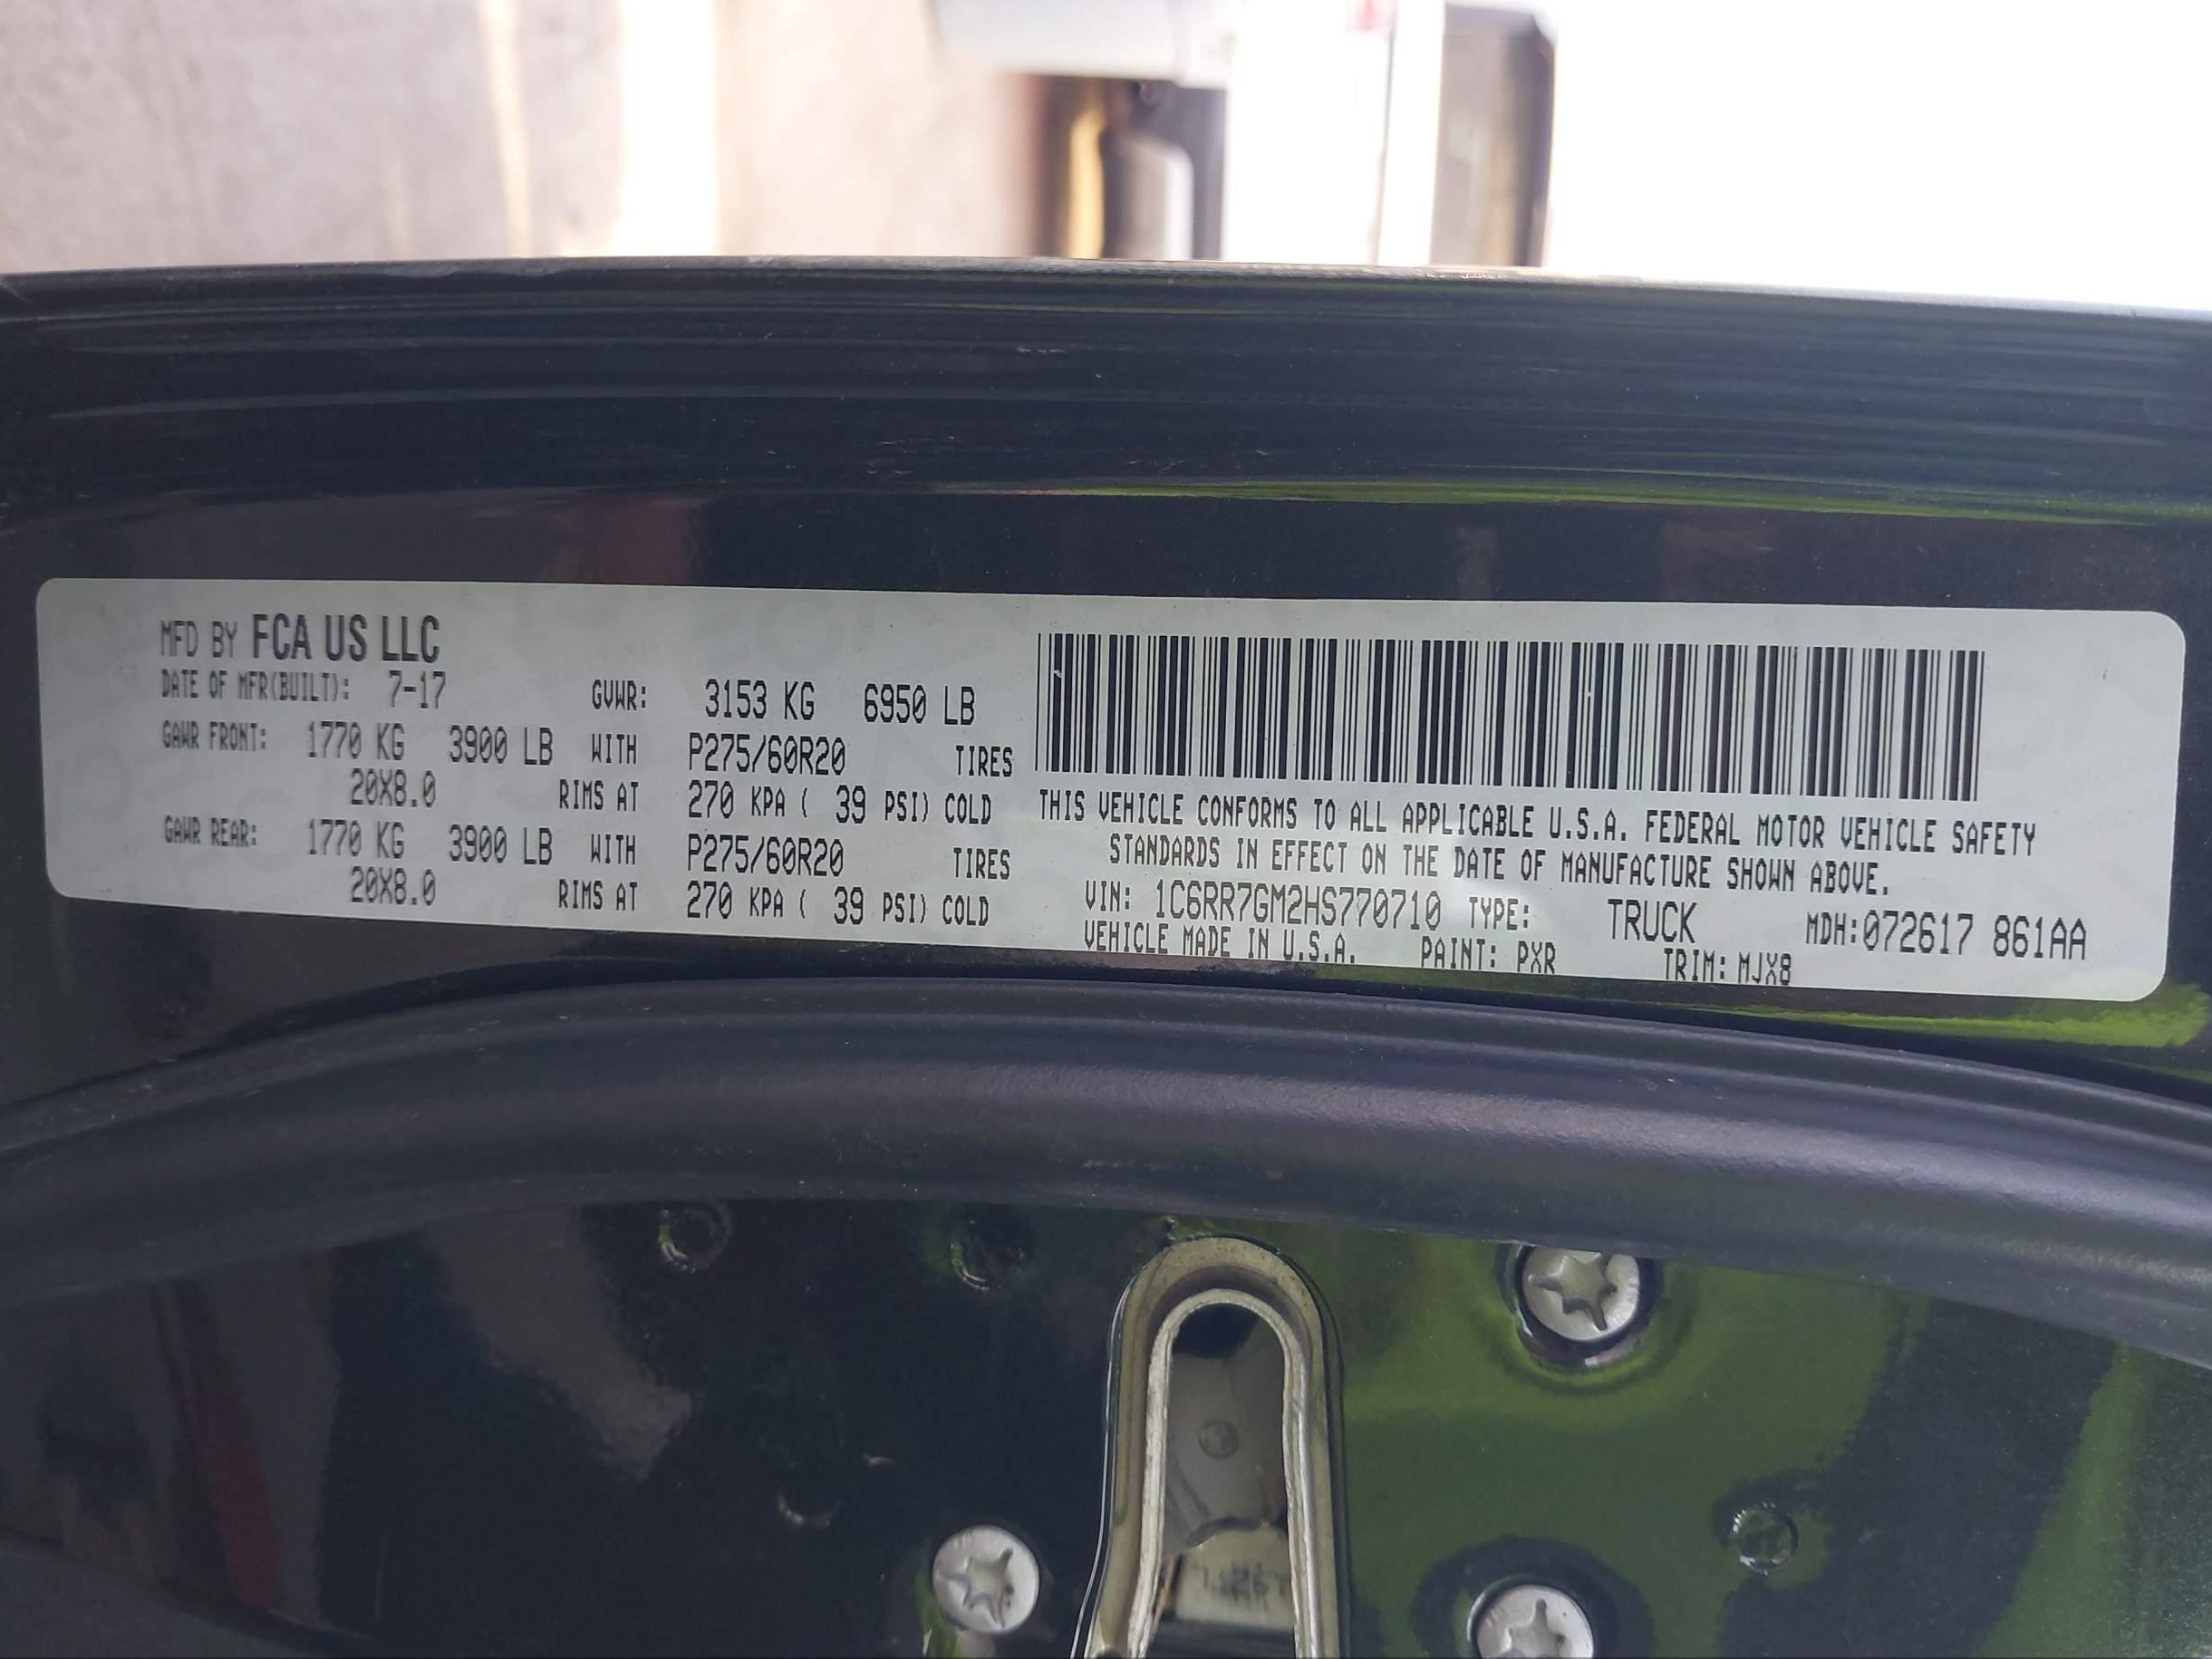 MFD BY FCA US LLC
DATE OF MFR(BUILT): 7-17 GVWR: 3153 KG 6950 LB
GAWR FRONT: 1770 KG 3900 LB WITH P275/60R20 TIRES
20X8.0 RIMS AT 270 KPA ( 39 PSI) COLD
GAWR REAR: 1770 KG 3900 LB WITH P275/60R20 TIRES
20X8.0 RIMS AT 270 KPA ( 39 PSI) COLD
THIS VEHICLE CONFORMS TO ALL APPLICABLE U.S.A. FEDERAL MOTOR VEHICLE SAFETY
STANDARDS IN EFFECT ON THE DATE OF MANUFACTURE SHOWN ABOVE.
VIN: 1C6RR7GM2HS770710 TYPE: TRUCK MDH:072617 861AA
VEHICLE MADE IN U.S.A. PAINT: PXR TRIM: MJX8